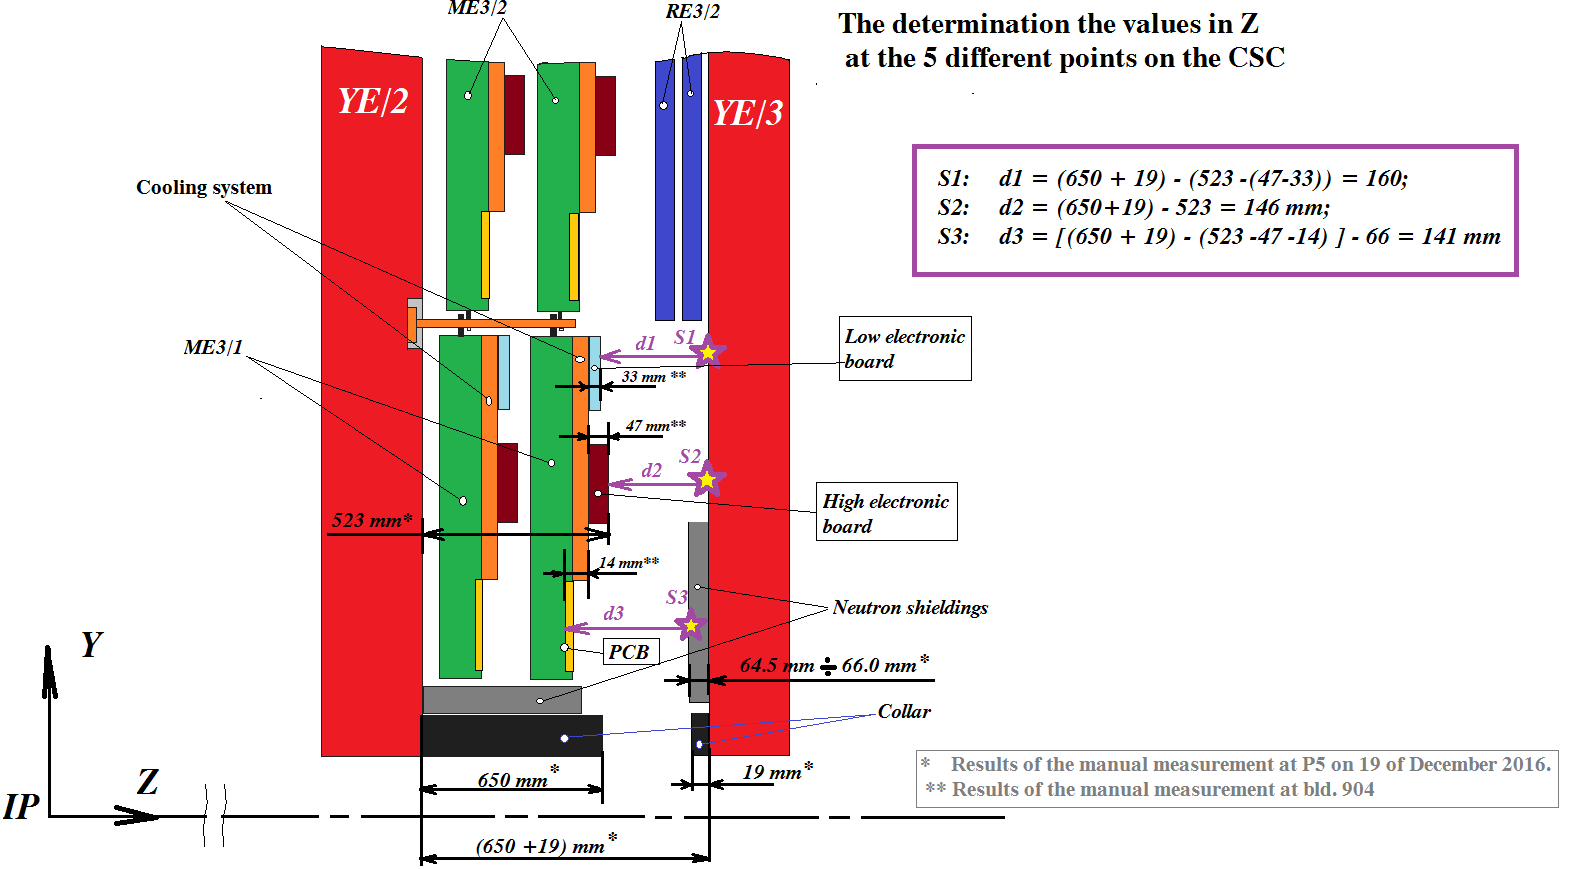 ME3/2
RE3/2
The determination the values in Z
at the 5 different points on the CSC
YE/2
YE/3
S1: d1 = (650 + 19) - (523 -(47-33)) = 160;
S2: d2 = (650+19) - 523 = 146 mm;
S3: d3 = [(650 + 19) - (523 -47 -14) ] - 66 = 141 mm
Cooling system
ME3/1
d1
S1
Low electronic
board
33 mm **
47 mm**
S2
d2
High electronic
board
523 mm*
14 mm**
S3
d3
Neutron shieldings
PCB
64.5 mm ÷ 66.0 mm*
Y
Collar
650 mm*
19 mm*
* Results of the manual measurement at P5 on 19 of December 2016.
** Results of the manual measurement at bld. 904
Z
IP
(650 +19) mm*